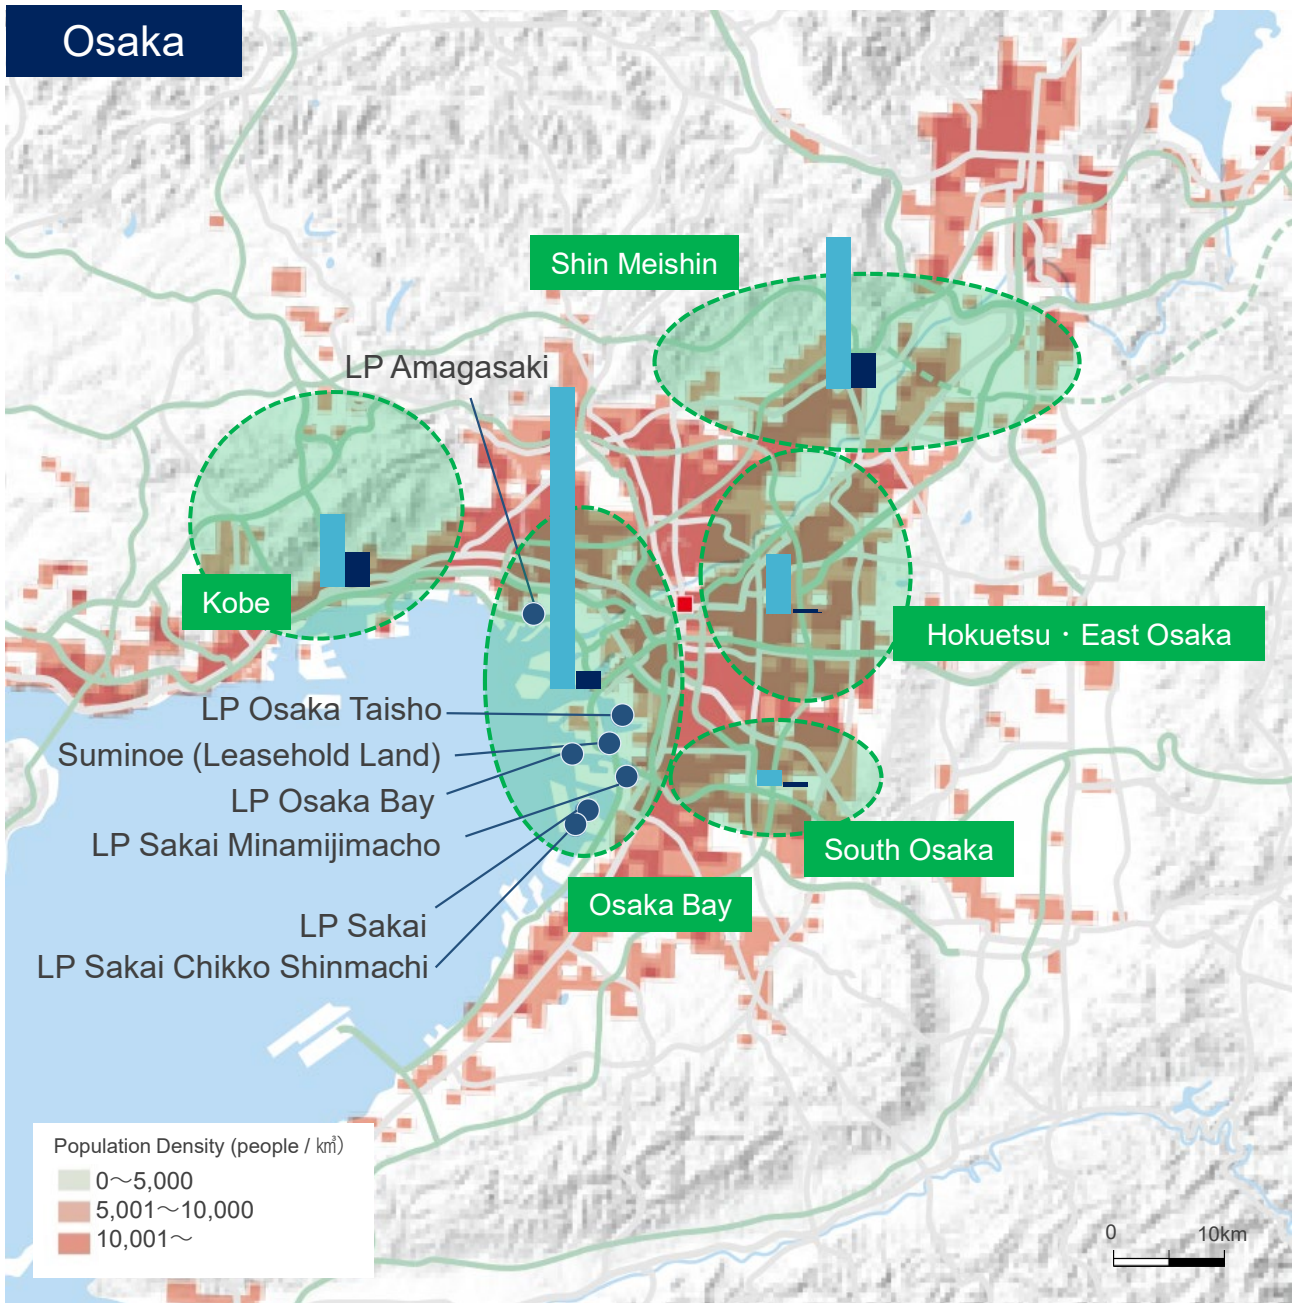 Osaka
Shin Meishin
LP Amagasaki
Kobe
Hokuetsu・East Osaka
LP Osaka Taisho
Suminoe (Leasehold Land)
LP Osaka Bay
LP Sakai Minamijimacho
South Osaka
Osaka Bay
LP Sakai
LP Sakai Chikko Shinmachi
Population Density (people / k㎥)
0～5,000
5,001～10,000
10,001～
0 10km